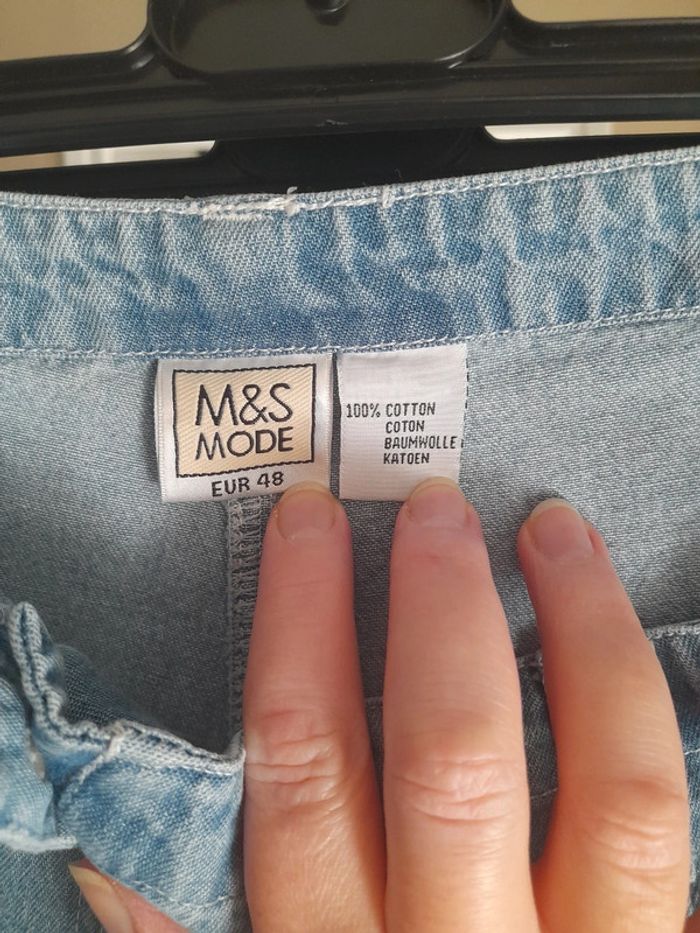 M&S
MODE
EUR 48
100% COTTON
COTON
BAUMWOLLE
KATOEN